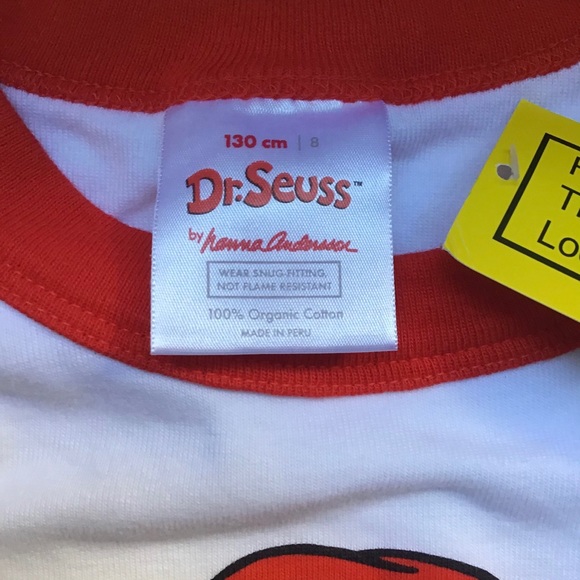 130 cm | 8
Dr. Seuss™
by hanna Andersson
WEAR SNUG-FITTING,
NOT FLAME RESISTANT
100% Organic Cotton
MADE IN PERU